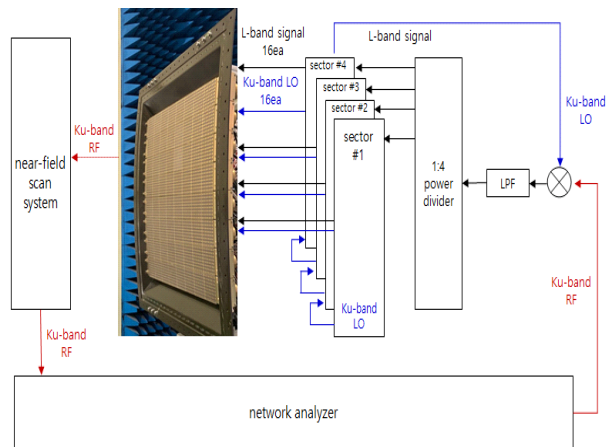 L-band signal
16ea
Ku-band LO
16ea
L-band signal
sector #4
sector #3
sector #2
sector
#1
Ku-band
LO
Ku-band
RF
near-field
scan
system
1:4
power
divider
LPF
Ku-band
LO
Ku-band
RF
Ku-band
RF
network analyzer